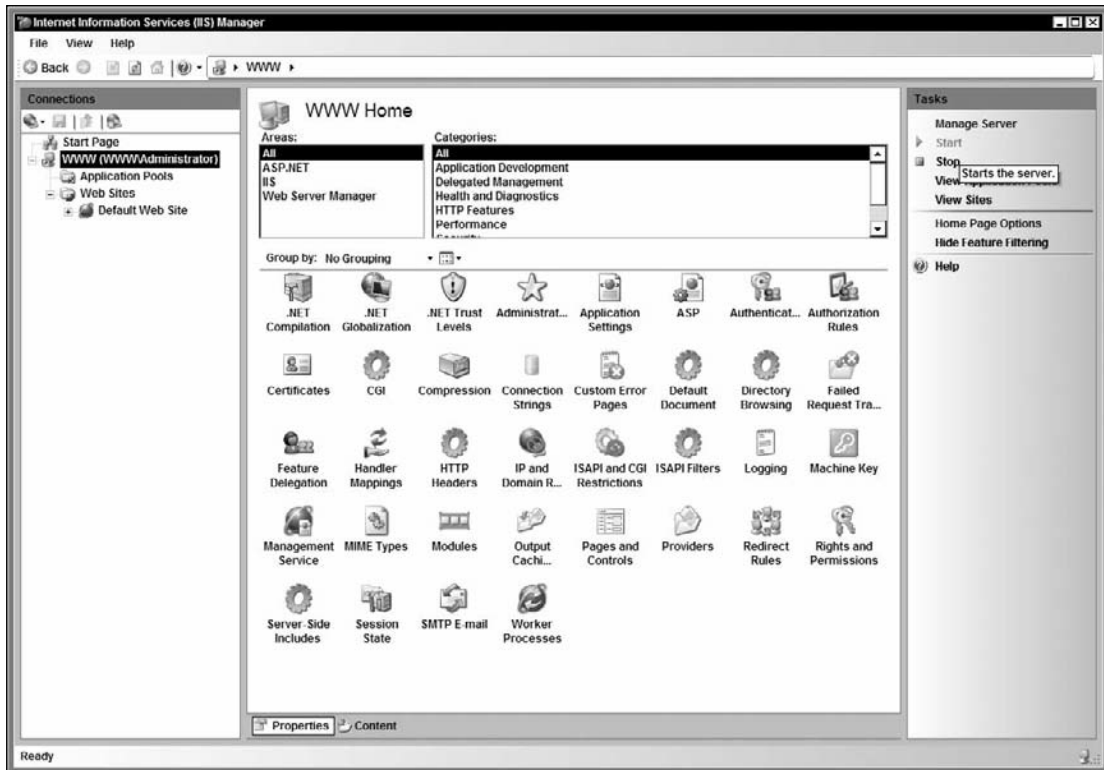 Internet Information Services (IIS) Manager
File View Help
Back WWW
Connections
Start Page
WWW (WWW\Administrator)
Application Pools
Web Sites
Default Web Site
WWW Home
Areas:
All
ASP.NET
IIS
Web Server Manager
Categories:
All
Application Development
Delegated Management
Health and Diagnostics
HTTP Features
Performance
Security
Group by: No Grouping
.NET Compilation
.NET Globalization
.NET Trust Levels
Administrat...
Application Settings
ASP
Authenticat...
Authorization Rules
Certificates
CGI
Compression
Connection Strings
Custom Error Pages
Default Document
Directory Browsing
Failed Request Tra...
Feature Delegation
Handler Mappings
HTTP Headers
IP and Domain R...
ISAPI and CGI Restrictions
ISAPI Filters
Logging
Machine Key
Management Service
MIME Types
Modules
Output Cachi...
Pages and Controls
Providers
Redirect Rules
Rights and Permissions
Server-Side Includes
Session State
SMTP E-mail
Worker Processes
Properties Content
Tasks
Manage Server
Start
Stop
Starts the server.
View Application Pools
View Sites
Home Page Options
Hide Feature Filtering
Help
Ready